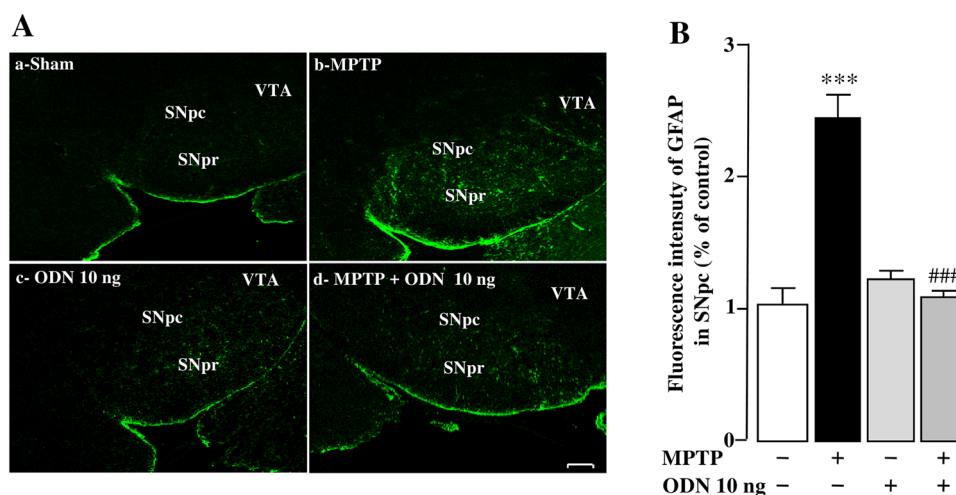 A
a-Sham
VTA
SNpc
SNpr
b-MPTP
VTA
SNpc
SNpr
c- ODN 10 ng
VTA
SNpc
SNpr
d- MPTP + ODN 10 ng
VTA
SNpc
SNpr
B
Fluorescence intensuty of GFAP
in SNpc (% of control)
3
2
1
0
***
###
MPTP − + − +
ODN 10 ng − − + +